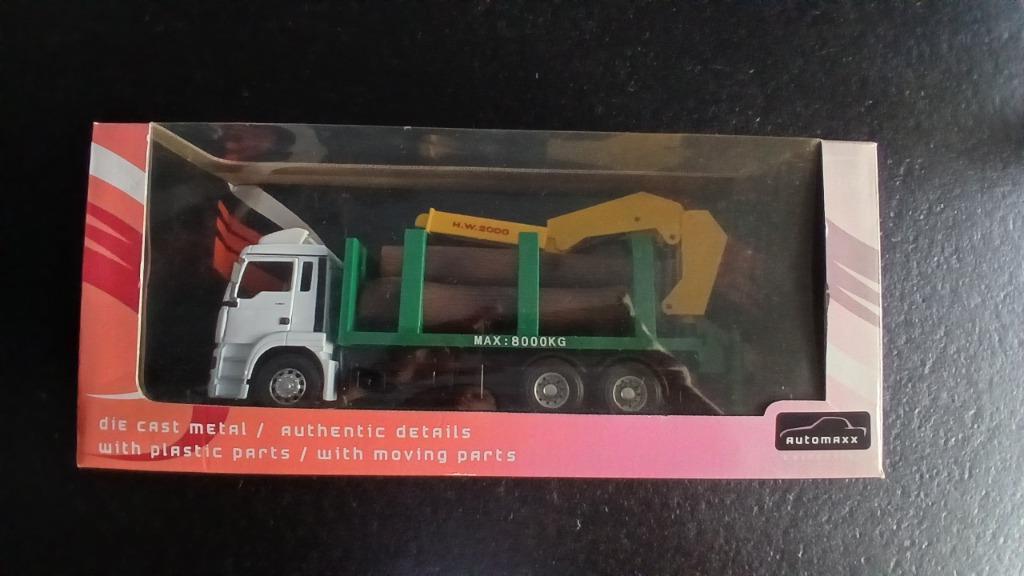 H.W.2000
MAX:8000KG
die cast metal / Authentic details
with plastic parts / with moving parts
Automaxx